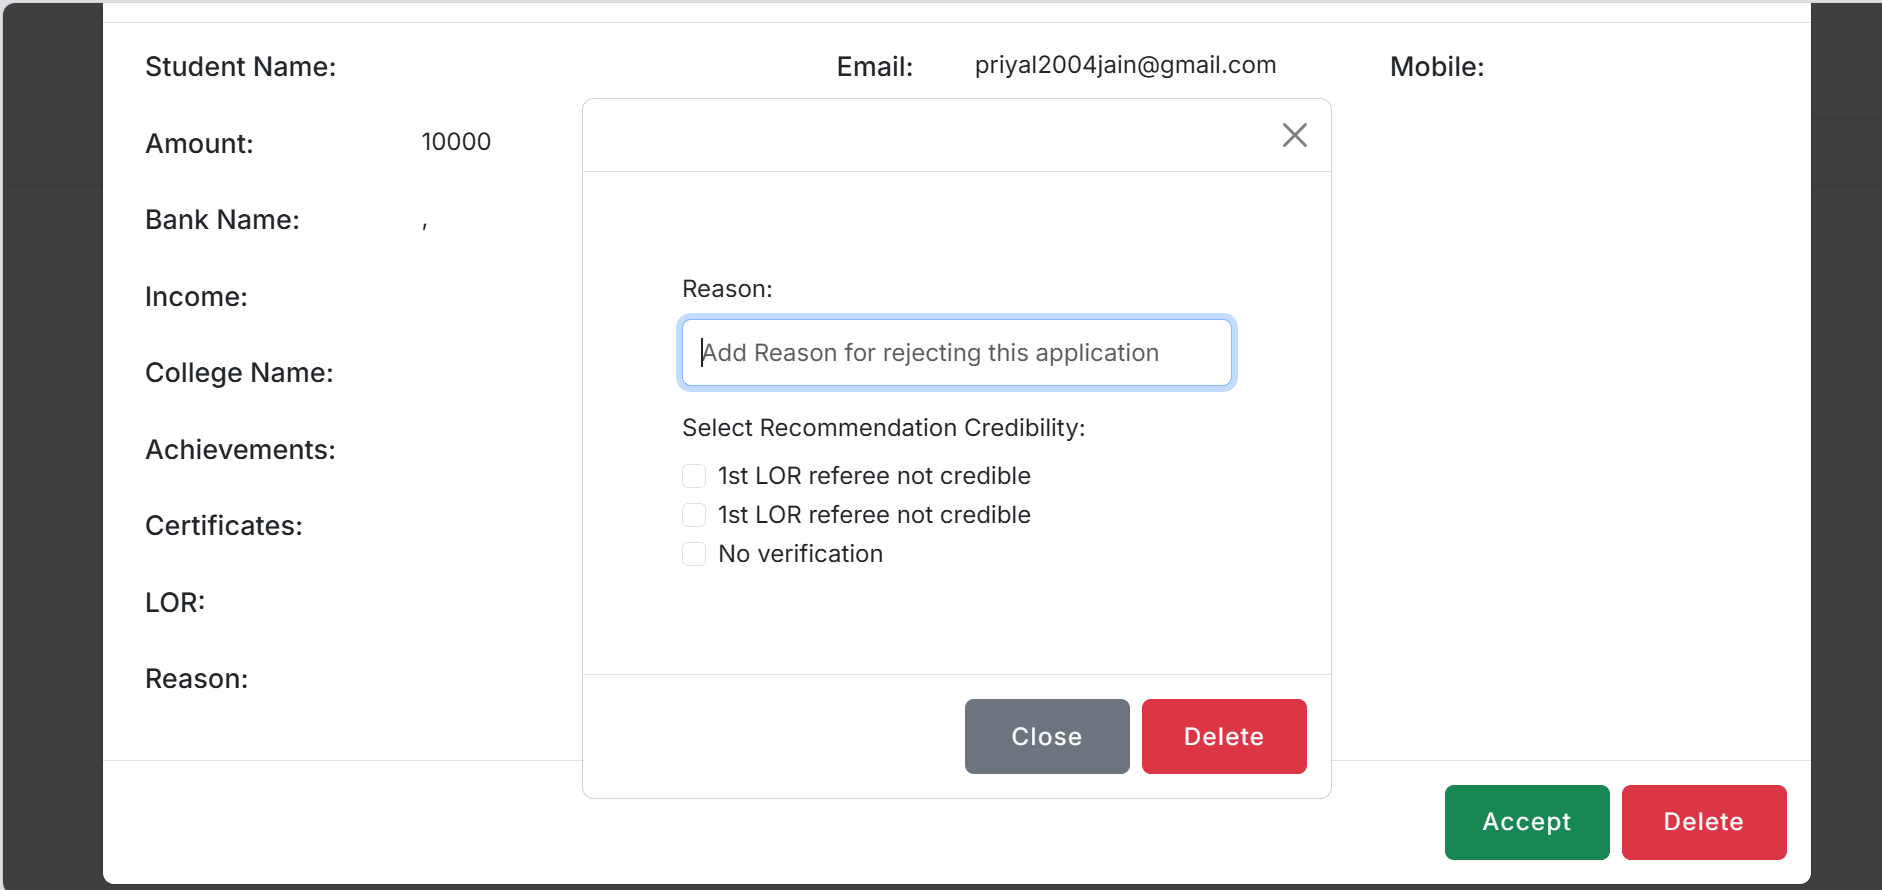 Student Name:
Email: priyal2004jain@gmail.com
Mobile:
Amount: 10000
Bank Name: ,
Income:
College Name:
Achievements:
Certificates:
LOR:
Reason:
Reason:
Add Reason for rejecting this application
Select Recommendation Credibility:
1st LOR referee not credible
1st LOR referee not credible
No verification
Close
Delete
Accept
Delete